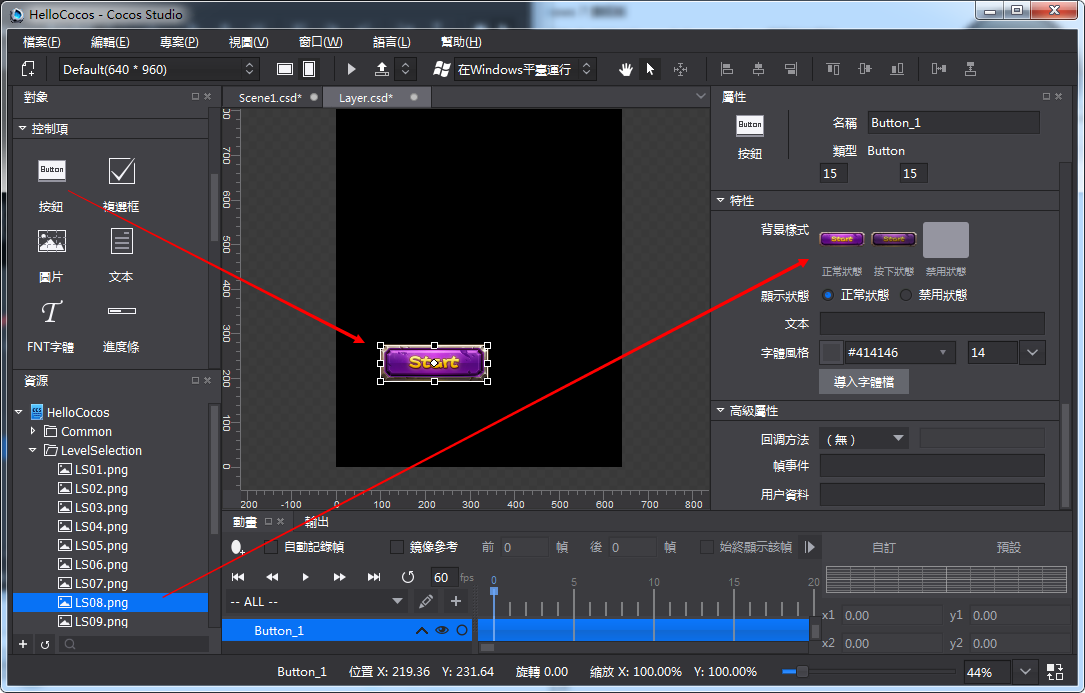 HelloCocos - Cocos Studio
檔案(F) 編輯(E) 專案(P) 視圖(V) 窗口(W) 語言(L) 幫助(H)
Default(640 * 960) 在Windows平臺運行
對象
控制項
Button
按鈕 複選框
圖片 文本
FNT字體 進度條
資源
HelloCocos
Common
LevelSelection
LS01.png
LS02.png
LS03.png
LS04.png
LS05.png
LS06.png
LS07.png
LS08.png
LS09.png
Scene1.csd* Layer.csd*
700
600
500
400
300
200
100
0
Start
200 -100 0 100 200 300 400 500 600 700 800
屬性
Button
按鈕
名稱 Button_1
類型 Button
15 15
特性
背景樣式 Start Start
正常狀態 按下狀態 禁用狀態
顯示狀態 正常狀態 禁用狀態
文本
字體風格 #414146 14
導入字體檔
高級屬性
回调方法 (無)
幀事件
用户資料
動畫 輸出
自動記錄幀 鏡像參考 前 0 幀 後 0 幀 始終顯示該幀 自訂 預設
60 fps 0 5 10 15 20
-- ALL --
Button_1
x1 0.00 y1 0.00
x2 0.00 y2 0.00
Button_1 位置 X: 219.36 Y: 231.64 旋轉 0.00 縮放 X: 100.00% Y: 100.00% 44%